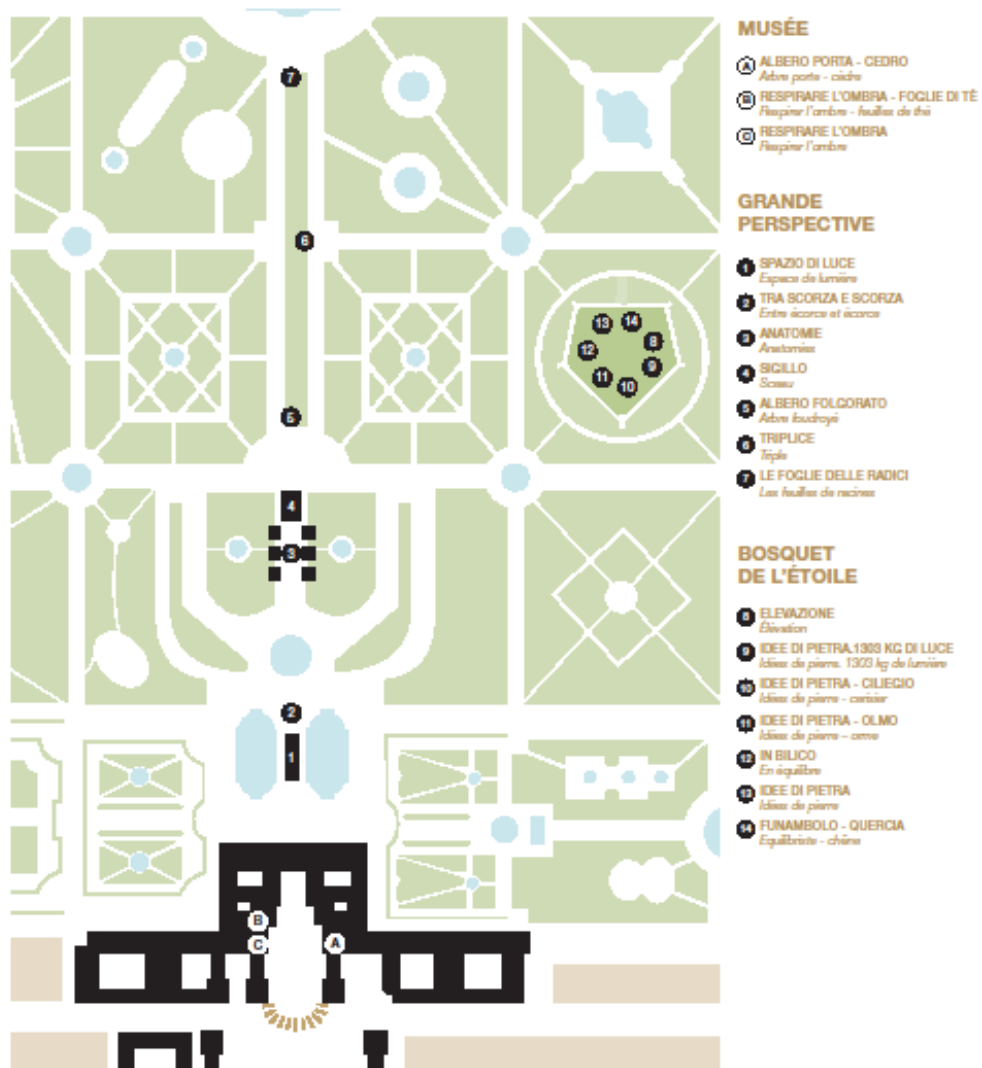 7
6
13
14
12
8
11
9
10
5
4
3
2
1
B
C
A
MUSÉE
A ALBERO PORTA - CEDRO
Arbre porte - cèdre
B RESPIRARE L'OMBRA - FOGLIE DI TÈ
Respirer l'ombre - feuilles de thé
C RESPIRARE L'OMBRA
Respirer l'ombre
GRANDE
PERSPECTIVE
1 SPAZIO DI LUCE
Espace de lumière
2 TRA SCORZA E SCORZA
Entre écorce et écorce
3 ANATOMIE
Anatomies
4 SIGILLO
Sceau
5 ALBERO FOLGORATO
Arbre foudroyé
6 TRIPLICE
Triple
7 LE FOGLIE DELLE RADICI
Les feuilles de racines
BOSQUET
DE L'ÉTOILE
8 ELEVAZIONE
Élévation
9 IDEE DI PIETRA.1303 KG DI LUCE
Idées de pierre. 1303 kg de lumière
10 IDEE DI PIETRA - CILIEGIO
Idées de pierre - cerisier
11 IDEE DI PIETRA - OLMO
Idées de pierre – orme
12 IN BILICO
En équilibre
13 IDEE DI PIETRA
Idées de pierre
14 FUNAMBOLO - QUERCIA
Equilibriste - chêne